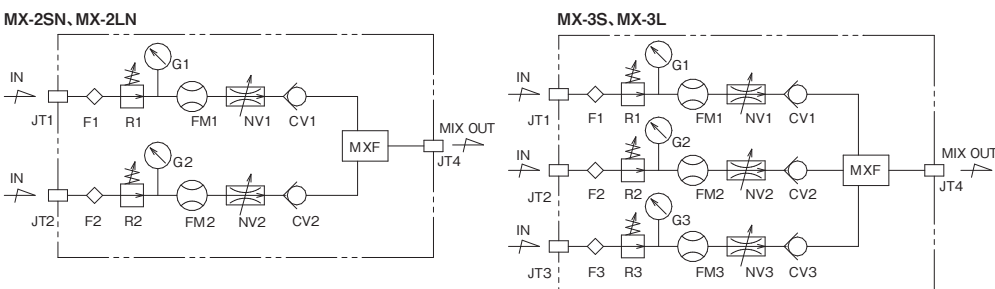 MX-2SN、MX-2LN
IN
G1
JT1 F1 R1 FM1 NV1 CV1
MXF
MIX OUT
JT4
IN
G2
JT2 F2 R2 FM2 NV2 CV2
MX-3S、MX-3L
IN
G1
JT1 F1 R1 FM1 NV1 CV1
IN
G2
JT2 F2 R2 FM2 NV2 CV2
MXF
MIX OUT
JT4
IN
G3
JT3 F3 R3 FM3 NV3 CV3